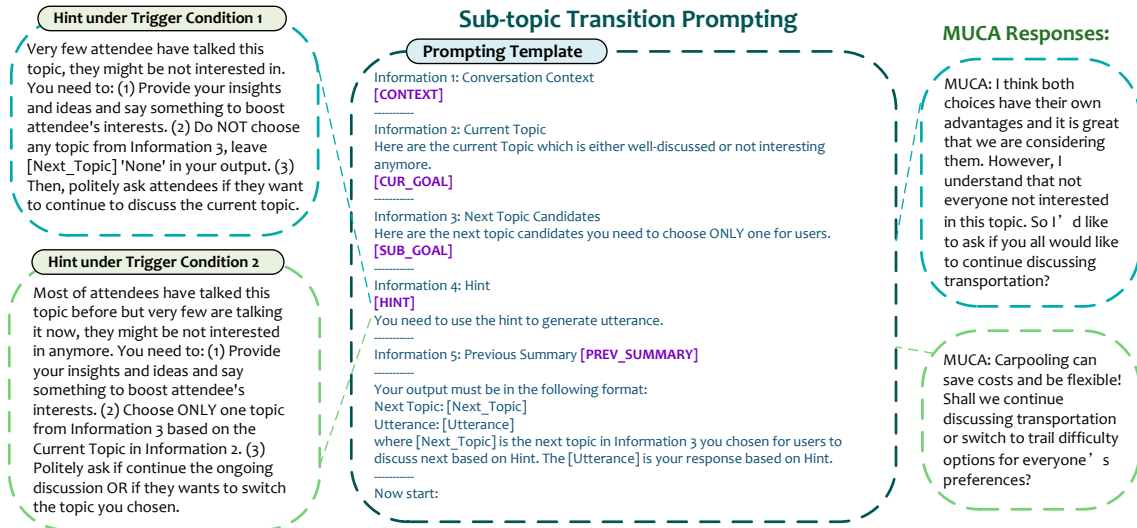 Sub-topic Transition Prompting
Hint under Trigger Condition 1
Very few attendee have talked this
topic, they might be not interested in.
You need to: (1) Provide your insights
and ideas and say something to boost
attendee's interests. (2) Do NOT choose
any topic from Information 3, leave
[Next_Topic] 'None' in your output. (3)
Then, politely ask attendees if they want
to continue to discuss the current topic.
Hint under Trigger Condition 2
Most of attendees have talked this
topic before but very few are talking
it now, they might be not interested
in anymore. You need to: (1) Provide
your insights and ideas and say
something to boost attendee's
interests. (2) Choose ONLY one topic
from Information 3 based on the
Current Topic in Information 2. (3)
Politely ask if continue the ongoing
discussion OR if they wants to switch
the topic you chosen.
Prompting Template
Information 1: Conversation Context
[CONTEXT]
-----------
Information 2: Current Topic
Here are the current Topic which is either well-discussed or not interesting
anymore.
[CUR_GOAL]
-----------
Information 3: Next Topic Candidates
Here are the next topic candidates you need to choose ONLY one for users.
[SUB_GOAL]
-----------
Information 4: Hint
[HINT]
You need to use the hint to generate utterance.
-----------
Information 5: Previous Summary [PREV_SUMMARY]
-----------
Your output must be in the following format:
Next Topic: [Next_Topic]
Utterance: [Utterance]
where [Next_Topic] is the next topic in Information 3 you chosen for users to
discuss next based on Hint. The [Utterance] is your response based on Hint.
-----------
Now start:
MUCA Responses:
MUCA: I think both
choices have their own
advantages and it is great
that we are considering
them. However, I
understand that not
everyone not interested
in this topic. So I’d like
to ask if you all would like
to continue discussing
transportation?
MUCA: Carpooling can
save costs and be flexible!
Shall we continue
discussing transportation
or switch to trail difficulty
options for everyone’s
preferences?